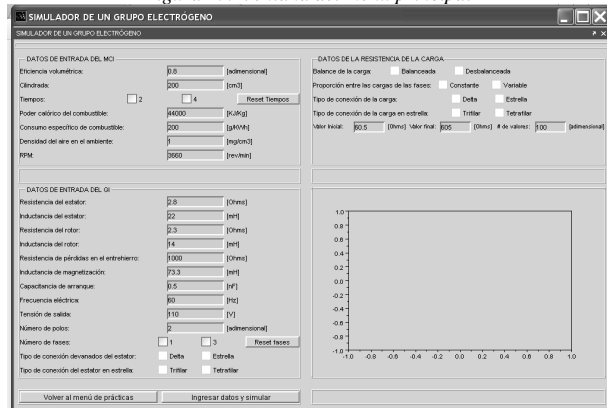 SIMULADOR DE UN GRUPO ELECTRÓGENO
SIMULADOR DE UN GRUPO ELECTRÓGENO
DATOS DE ENTRADA DEL MCI
Eficiencia volumétrica: 0.8 [adimensional]
Cilindrada: 200 [cm3]
Tiempos: 2 4 Reset Tiempos
Poder calórico del combustible: 44000 [KJ/Kg]
Consumo específico de combustible: 200 [g/KWh]
Densidad del aire en el ambiente: 1 [mg/cm3]
RPM: 3660 [rev/min]
DATOS DE ENTRADA DEL GI
Resistencia del estator: 2.8 [Ohms]
Inductancia del estator: 22 [mH]
Resistencia del rotor: 2.3 [Ohms]
Inductancia del rotor: 14 [mH]
Resistencia de pérdidas en el entrehierro: 1000 [Ohms]
Inductancia de magnetización: 73.3 [mH]
Capacitancia de arranque: 0.5 [nF]
Frecuencia eléctrica: 60 [Hz]
Tensión de salida: 110 [V]
Número de polos: 2 [adimensional]
Número de fases: 1 3 Reset fases
Tipo de conexión devanados del estator: Delta Estrella
Tipo de conexión del estator en estrella: Trifilar Tetrafilar
Volver al menú de prácticas Ingresar datos y simular
DATOS DE LA RESISTENCIA DE LA CARGA
Balance de la carga: Balanceada Desbalanceada
Proporción entre las cargas de las fases: Constante Variable
Tipo de conexión de la carga: Delta Estrella
Tipo de conexión de la carga en estrella: Trifilar Tetrafilar
Valor inicial: 60.5 [Ohms] Valor final: 605 [Ohms] # de valores: 100 [adimensional]
1.0
0.8
0.6
0.4
0.2
0.0
-0.2
-0.4
-0.6
-0.8
-1.0
-1.0 -0.8 -0.6 -0.4 -0.2 0.0 0.2 0.4 0.6 0.8 1.0